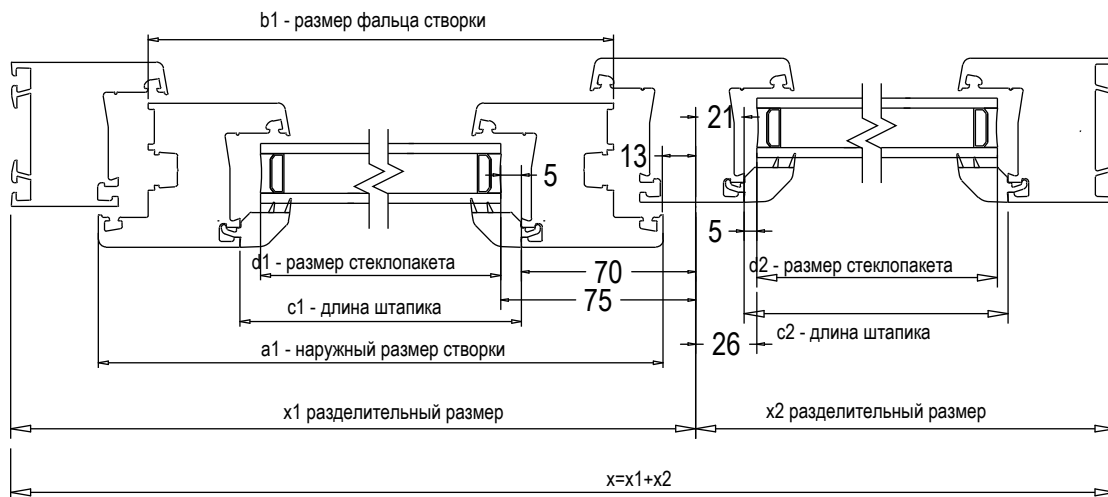 b1 - размер фальца створки
21
13
5
5
d1 - размер стеклопакета
70
d2 - размер стеклопакета
75
c1 - длина штапика
26
c2 - длина штапика
a1 - наружный размер створки
x1 разделительный размер
x2 разделительный размер
x=x1+x2